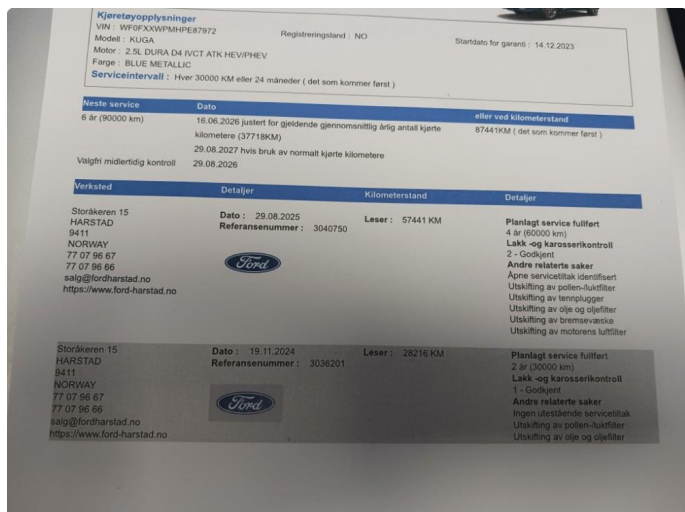 Kjøretøyopplysninger
VIN : WF0FXXWPMHPE87972
Registreringsland : NO
Startdato for garanti : 14.12.2023
Modell : KUGA
Motor : 2.5L DURA D4 IVCT ATK HEV/PHEV
Farge : BLUE METALLIC
Serviceintervall : Hver 30000 KM eller 24 måneder ( det som kommer først )
Neste service Dato eller ved kilometerstand
6 år (90000 km) 16.06.2026 justert for gjeldende gjennomsnittlig årlig antall kjørte 87441KM ( det som kommer først )
kilometere (37718KM)
29.08.2027 hvis bruk av normalt kjørte kilometere
Valgfri midlertidig kontroll 29.08.2026
Verksted Detaljer Kilometerstand Detaljer
Storåkeren 15
HARSTAD
9411
NORWAY
77 07 96 67
77 07 96 66
salg@fordharstad.no
https://www.ford-harstad.no
Dato : 29.08.2025
Referansenummer : 3040750
Ford
Leser : 57441 KM
Planlagt service fullført
4 år (60000 km)
Lakk -og karosserikontroll
2 - Godkjent
Andre relaterte saker
Åpne servicetiltak identifisert
Utskifting av pollen-/luktfilter
Utskifting av tennplugger
Utskifting av olje og oljefilter
Utskifting av bremsevæske
Utskifting av motorens luftfilter
Storåkeren 15
HARSTAD
9411
NORWAY
77 07 96 67
77 07 96 66
salg@fordharstad.no
https://www.ford-harstad.no
Dato : 19.11.2024
Referansenummer : 3036201
Ford
Leser : 28216 KM
Planlagt service fullført
2 år (30000 km)
Lakk -og karosserikontroll
1 - Godkjent
Andre relaterte saker
Ingen utestående servicetiltak
Utskifting av pollen-/luktfilter
Utskifting av olje og oljefilter